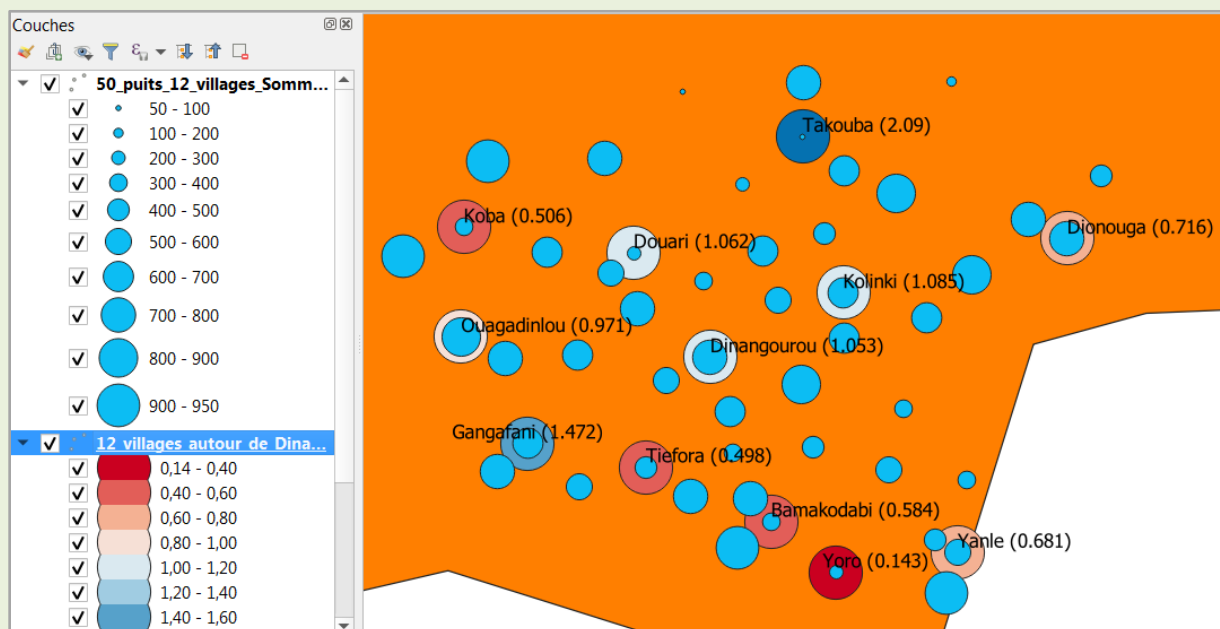 Couches
50_puits_12_villages_Somm...
50 - 100
100 - 200
200 - 300
300 - 400
400 - 500
500 - 600
600 - 700
700 - 800
800 - 900
900 - 950
12 villages autour de Dina...
0,14 - 0,40
0,40 - 0,60
0,60 - 0,80
0,80 - 1,00
1,00 - 1,20
1,20 - 1,40
1,40 - 1,60
Takouba (2.09)
Koba (0.506)
Dionouga (0.716)
Douari (1.062)
Kolinki (1.085)
Ouagadinlou (0.971)
Dinangourou (1.053)
Gangafani (1.472)
Tiefora (0.498)
Bamakodabi (0.584)
Yanle (0.681)
Yoro (0.143)